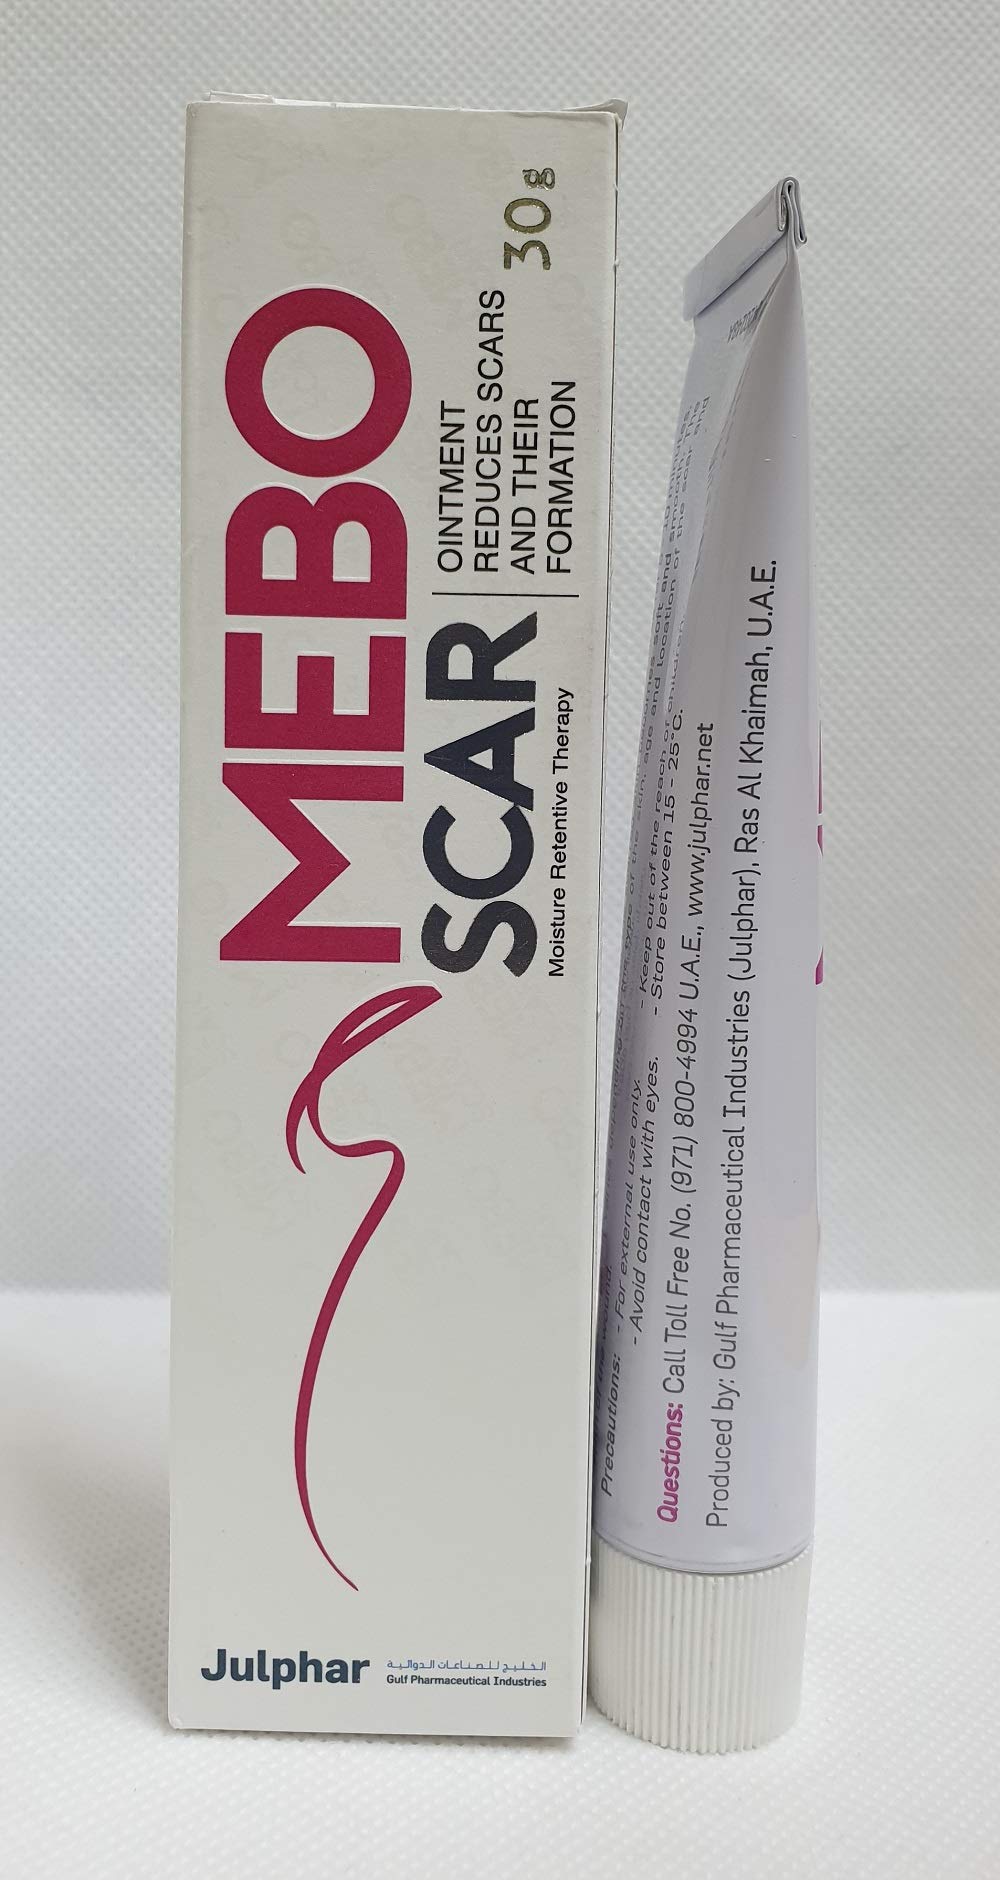 MEBO
SCAR
Moisture Retentive Therapy
OINTMENT
REDUCES SCARS
AND THEIR
FORMATION
30g
Julphar
الخليج للصناعات الدوائية
Gulf Pharmaceutical Industries
Precautions: - For external use only.
- Avoid contact with eyes.
- Keep out of the reach of children.
- Store between 15 - 25°C.
Questions: Call Toll Free No. (971) 800-4994 U.A.E., www.julphar.net
Produced by: Gulf Pharmaceutical Industries (Julphar), Ras Al Khaimah, U.A.E.